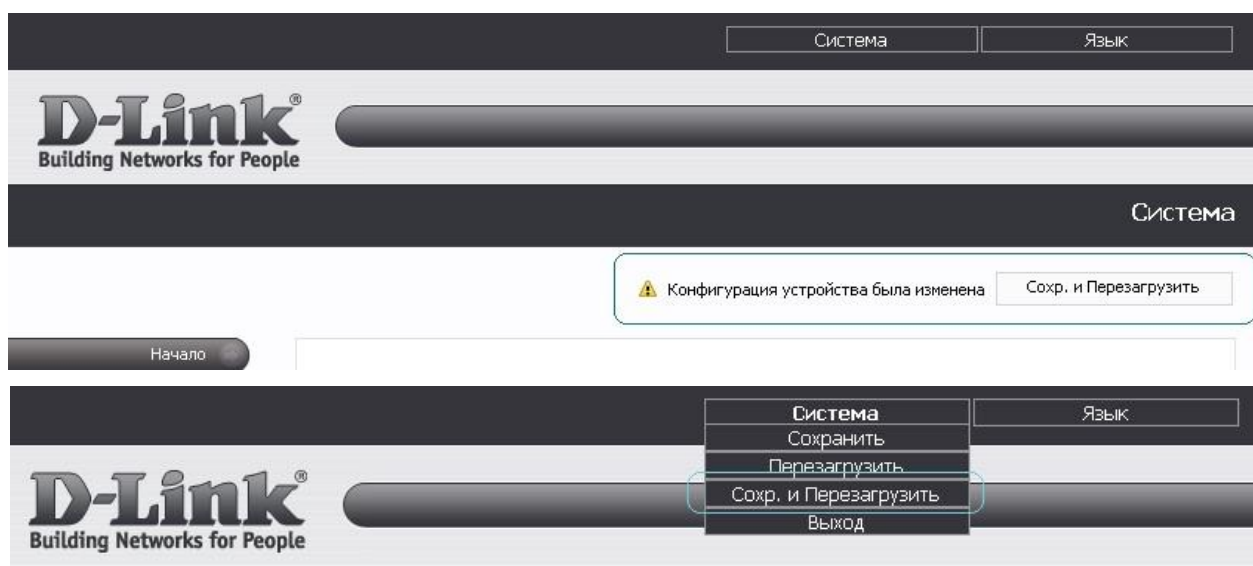 Система Язык
D-Link®
Building Networks for People
Система
Конфигурация устройства была изменена Сохр. и Перезагрузить
Начало
Система Язык
Сохранить
Перезагрузить
Сохр. и Перезагрузить
Выход
D-Link®
Building Networks for People